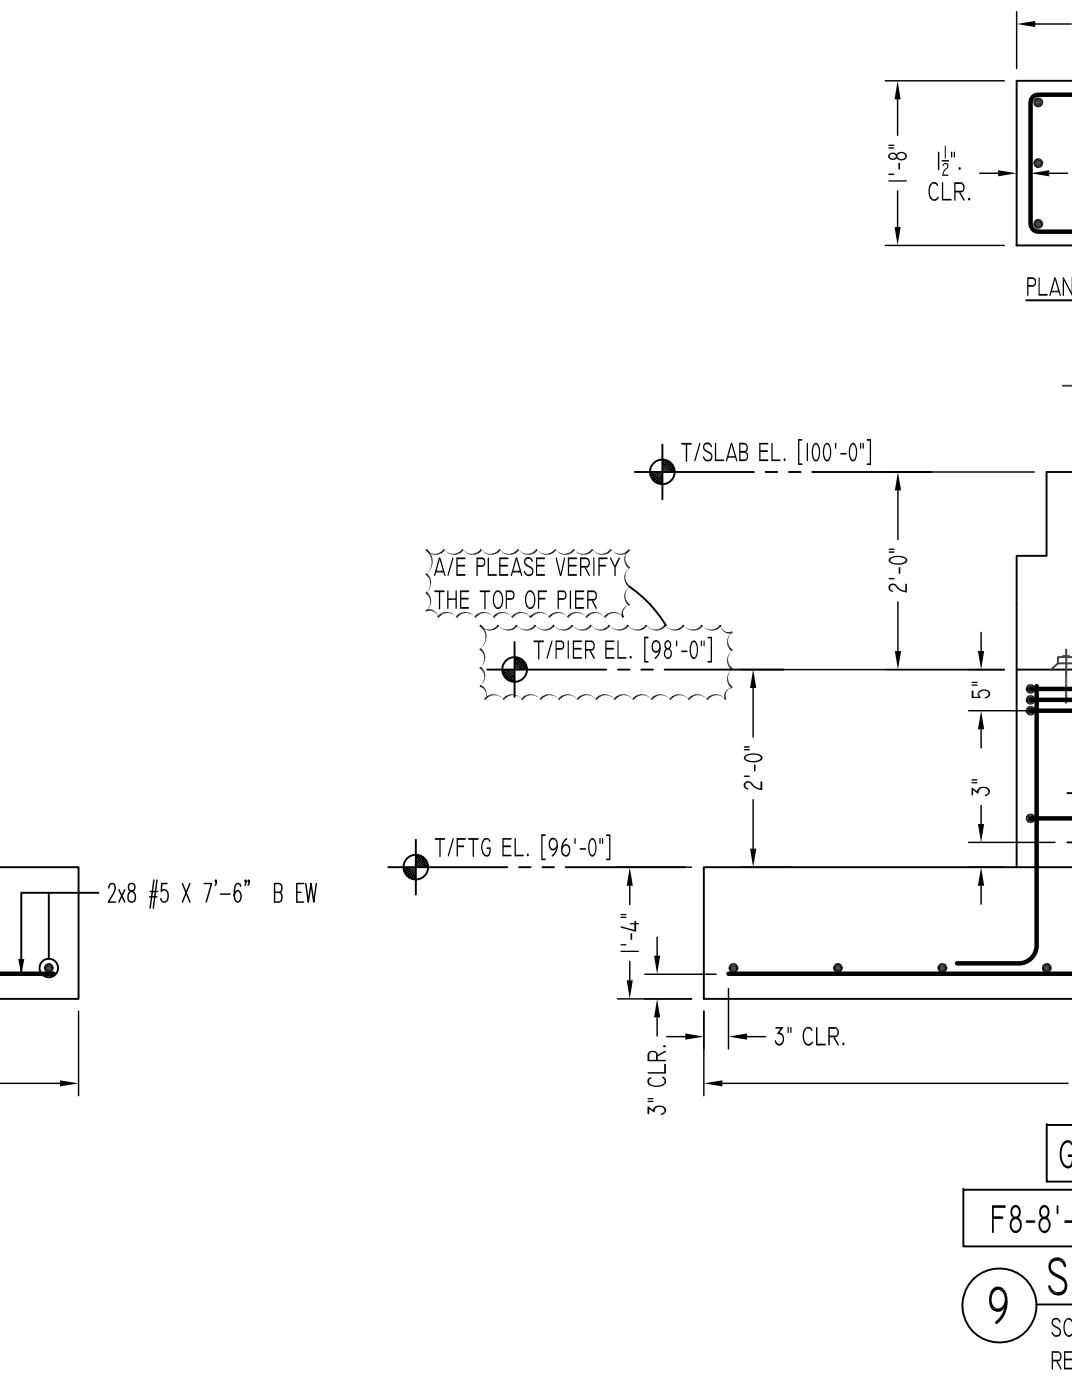 1'-8"
1½".
CLR.
PLAN
T/SLAB EL. [100'-0"]
2'-0"
A/E PLEASE VERIFY
THE TOP OF PIER
T/PIER EL. [98'-0"]
5"
2'-0"
3"
T/FTG EL. [96'-0"]
2x8 #5 X 7'-6" B EW
1'-4"
3" CLR.
3" CLR.
G
F8-8'-
9
S
SC
RE